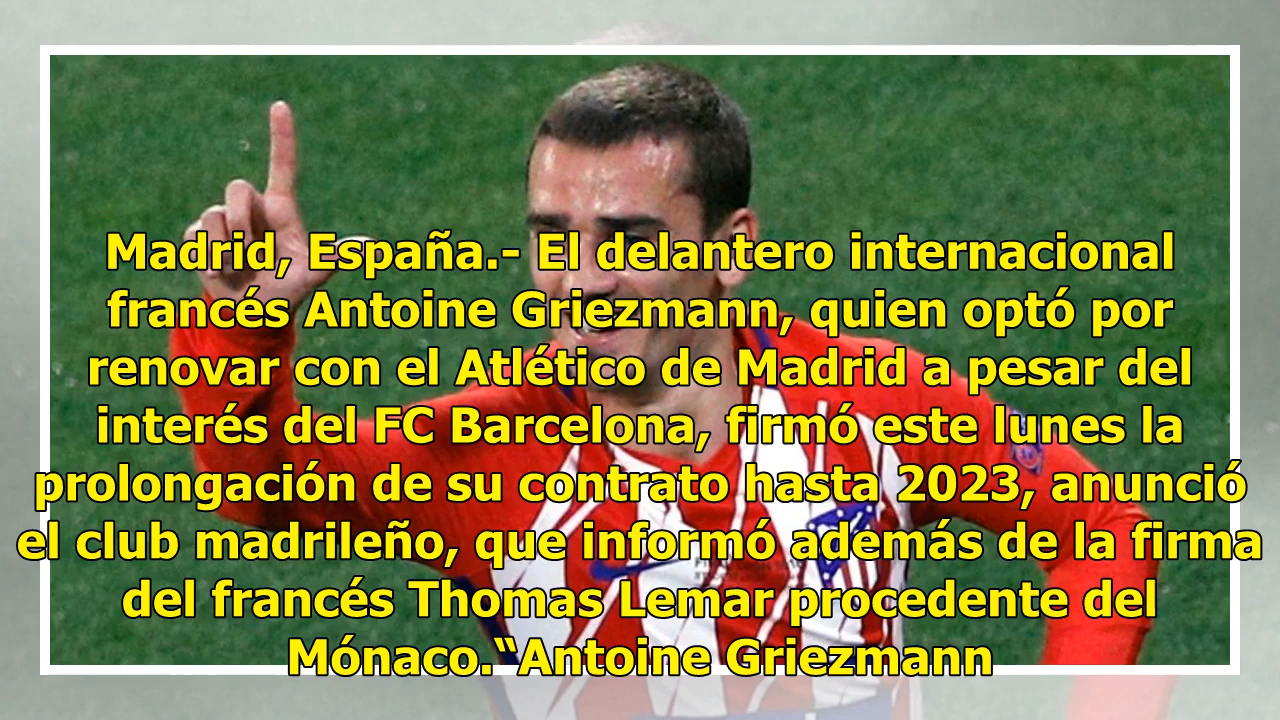 Madrid, España.- El delantero internacional
francés Antoine Griezmann, quien optó por
renovar con el Atlético de Madrid a pesar del
interés del FC Barcelona, firmó este lunes la
prolongación de su contrato hasta 2023, anunció
el club madrileño, que informó además de la firma
del francés Thomas Lemar procedente del
Mónaco.“Antoine Griezmann